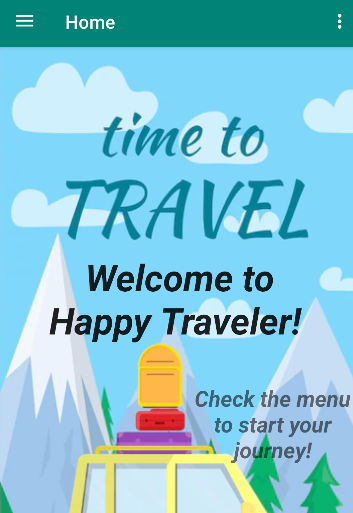 Home
time to
TRAVEL
Welcome to
Happy Traveler!
Check the menu
to start your
journey!